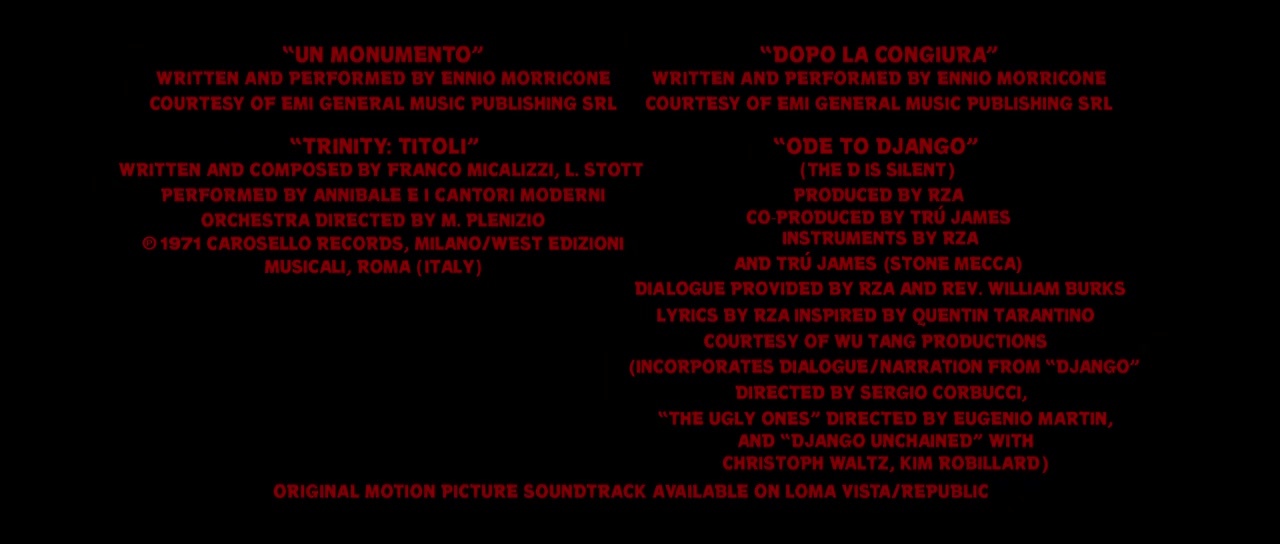 “UN MONUMENTO”
WRITTEN AND PERFORMED BY ENNIO MORRICONE
COURTESY OF EMI GENERAL MUSIC PUBLISHING SRL
“TRINITY: TITOLI”
WRITTEN AND COMPOSED BY FRANCO MICALIZZI, L. STOTT
PERFORMED BY ANNIBALE E I CANTORI MODERNI
ORCHESTRA DIRECTED BY M. PLENIZIO
℗ 1971 CAROSELLO RECORDS, MILANO/WEST EDIZIONI
MUSICALI, ROMA (ITALY)
“DOPO LA CONGIURA”
WRITTEN AND PERFORMED BY ENNIO MORRICONE
COURTESY OF EMI GENERAL MUSIC PUBLISHING SRL
“ODE TO DJANGO”
(THE D IS SILENT)
PRODUCED BY RZA
CO-PRODUCED BY TRÚ JAMES
INSTRUMENTS BY RZA
AND TRÚ JAMES (STONE MECCA)
DIALOGUE PROVIDED BY RZA AND REV. WILLIAM BURKS
LYRICS BY RZA INSPIRED BY QUENTIN TARANTINO
COURTESY OF WU TANG PRODUCTIONS
(INCORPORATES DIALOGUE/NARRATION FROM “DJANGO”
DIRECTED BY SERGIO CORBUCCI,
“THE UGLY ONES” DIRECTED BY EUGENIO MARTIN,
AND “DJANGO UNCHAINED” WITH
CHRISTOPH WALTZ, KIM ROBILLARD)
ORIGINAL MOTION PICTURE SOUNDTRACK AVAILABLE ON LOMA VISTA/REPUBLIC